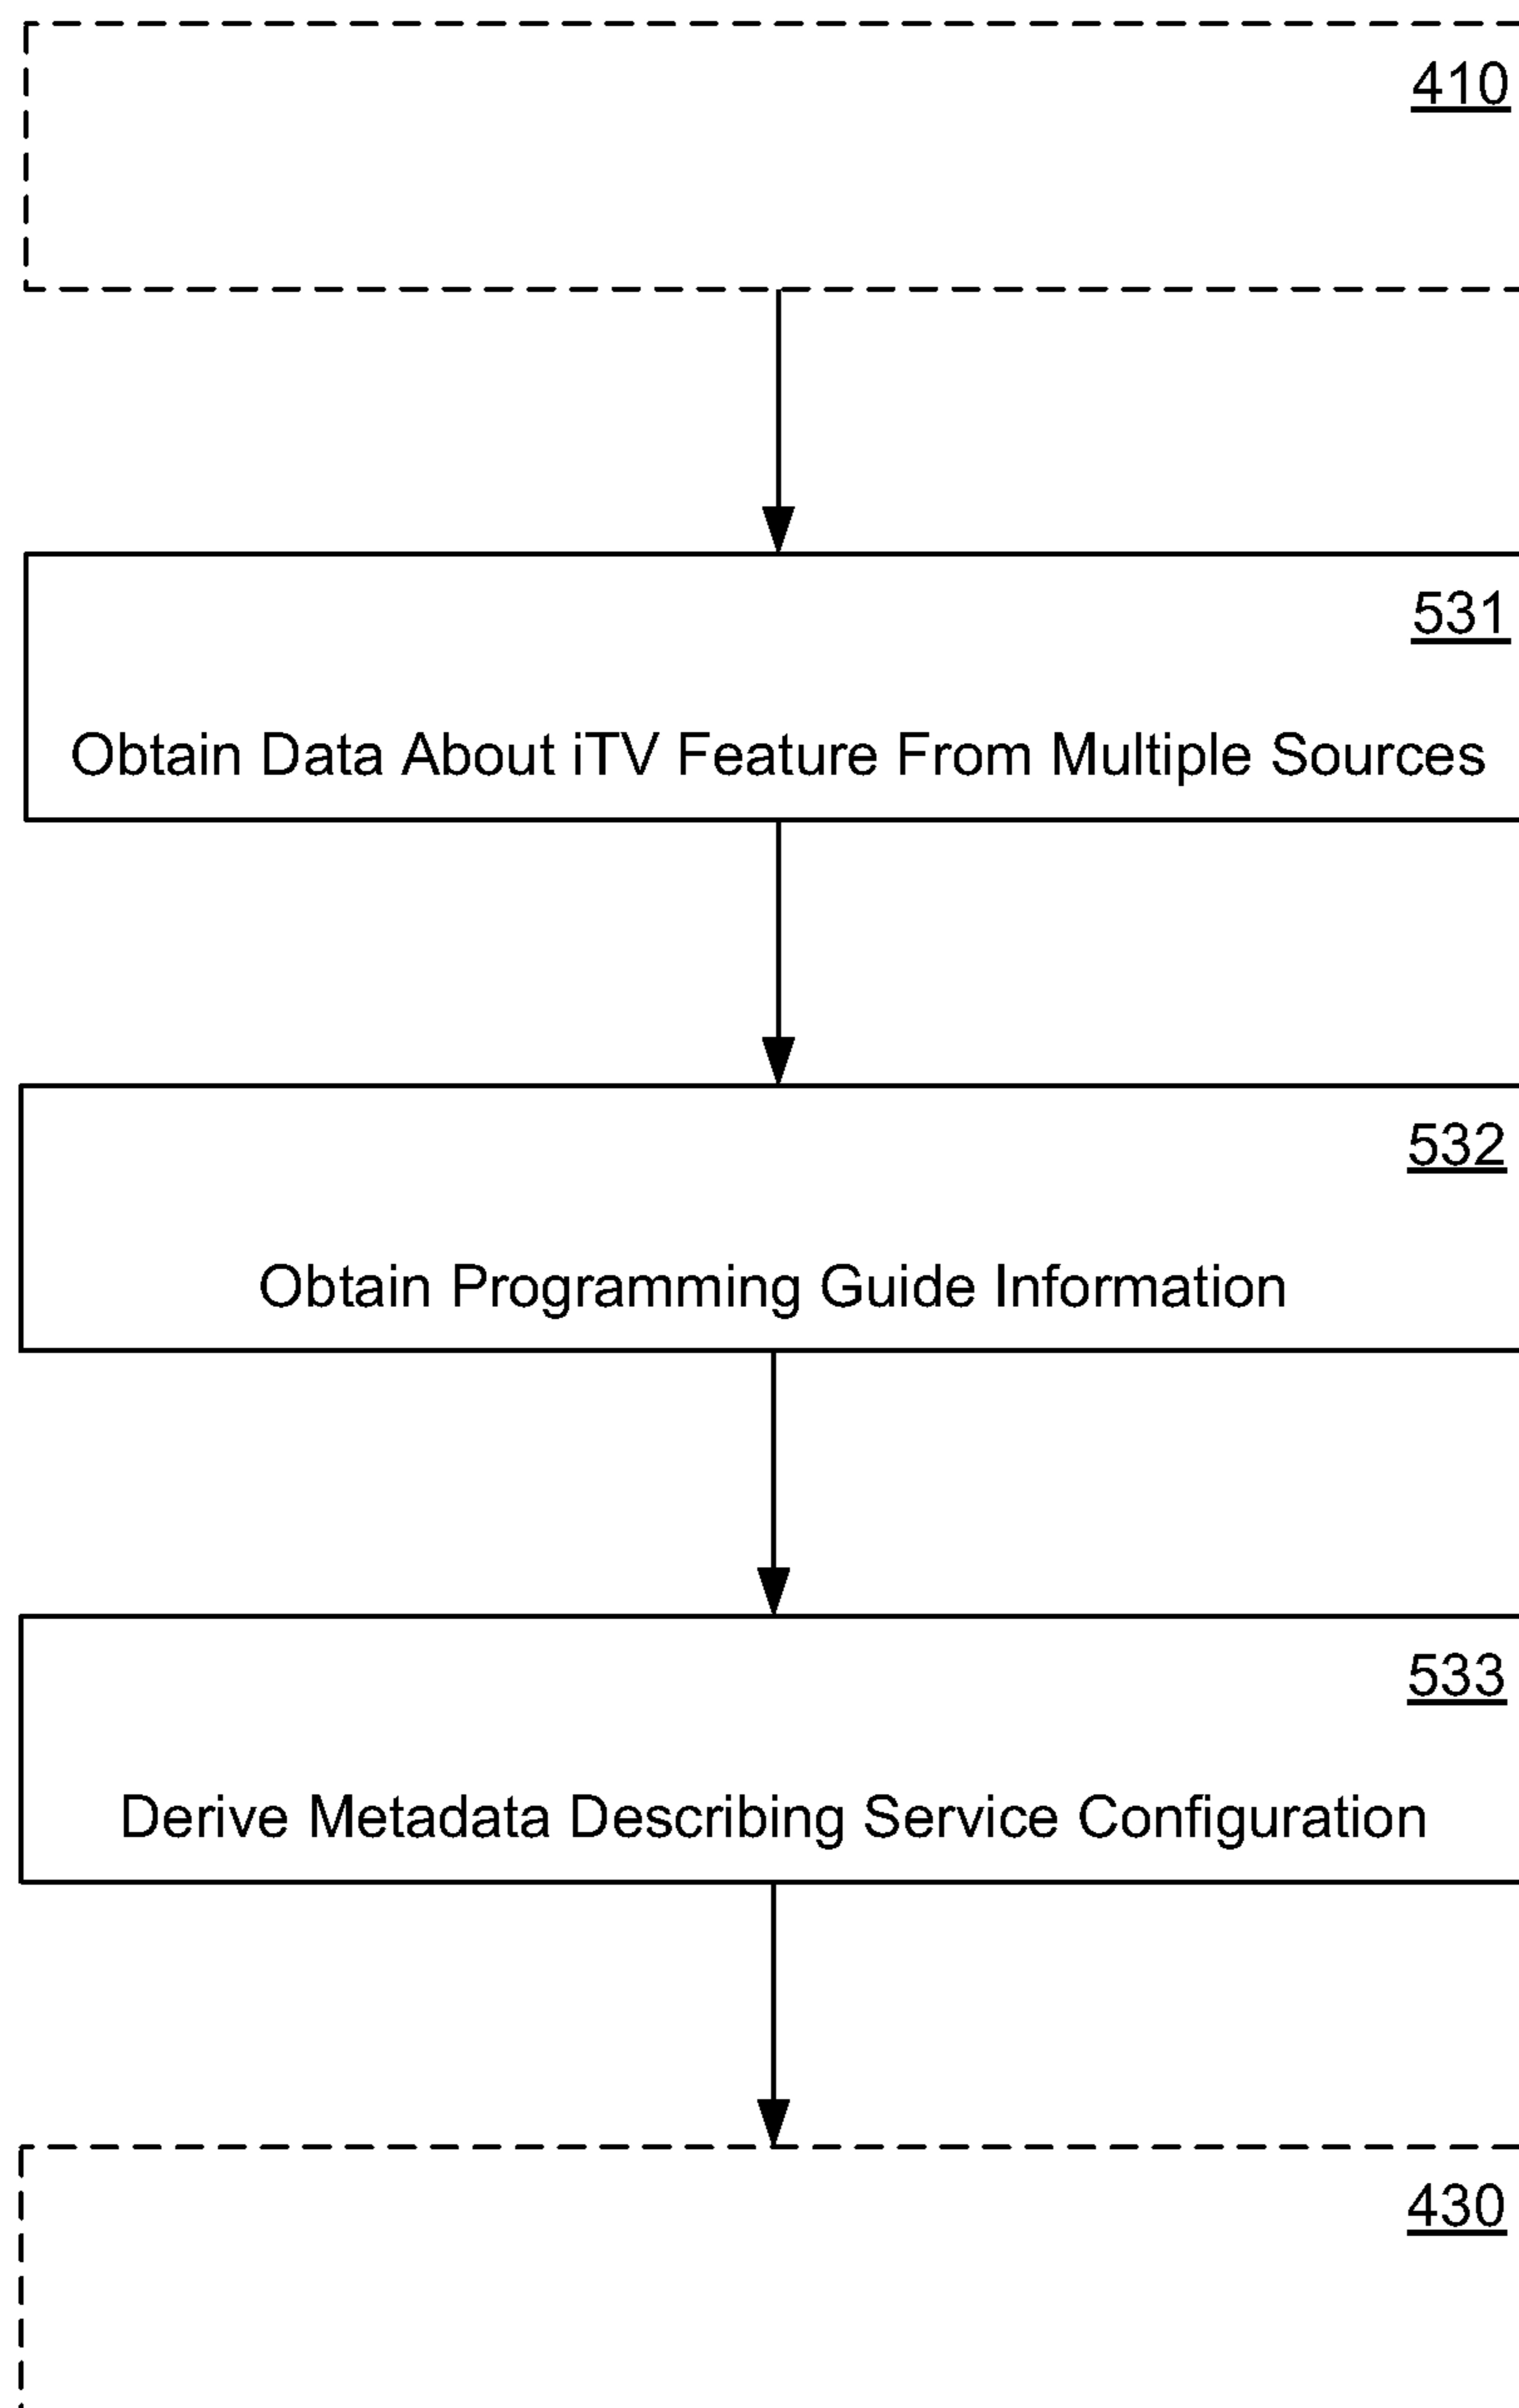 410
531
Obtain Data About iTV Feature From Multiple Sources
532
Obtain Programming Guide Information
533
Derive Metadata Describing Service Configuration
430